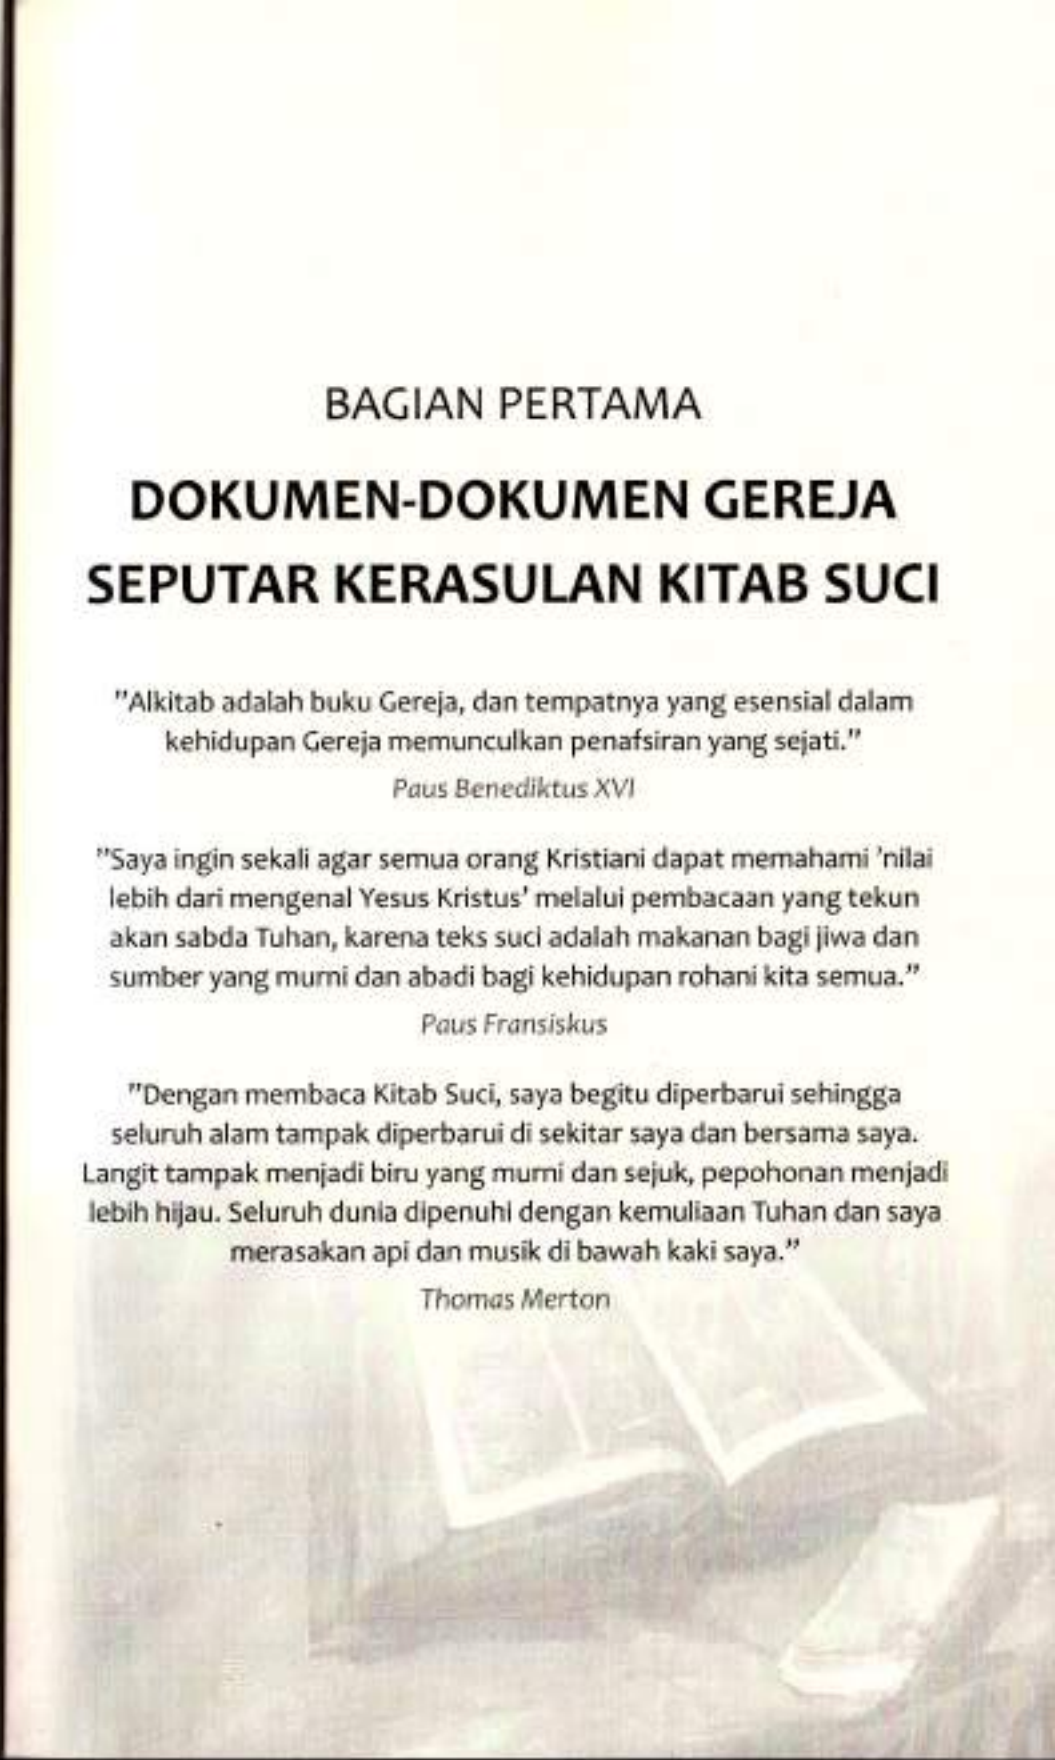 BAGIAN PERTAMA
DOKUMEN-DOKUMEN GEREJA
SEPUTAR KERASULAN KITAB SUCI
”Alkitab adalah buku Gereja, dan tempatnya yang esensial dalam
kehidupan Gereja memunculkan penafsiran yang sejati.”
Paus Benediktus XVI
”Saya ingin sekali agar semua orang Kristiani dapat memahami ’nilai
lebih dari mengenal Yesus Kristus’ melalui pembacaan yang tekun
akan sabda Tuhan, karena teks suci adalah makanan bagi jiwa dan
sumber yang murni dan abadi bagi kehidupan rohani kita semua.”
Paus Fransiskus
”Dengan membaca Kitab Suci, saya begitu diperbarui sehingga
seluruh alam tampak diperbarui di sekitar saya dan bersama saya.
Langit tampak menjadi biru yang murni dan sejuk, pepohonan menjadi
lebih hijau. Seluruh dunia dipenuhi dengan kemuliaan Tuhan dan saya
merasakan api dan musik di bawah kaki saya.”
Thomas Merton